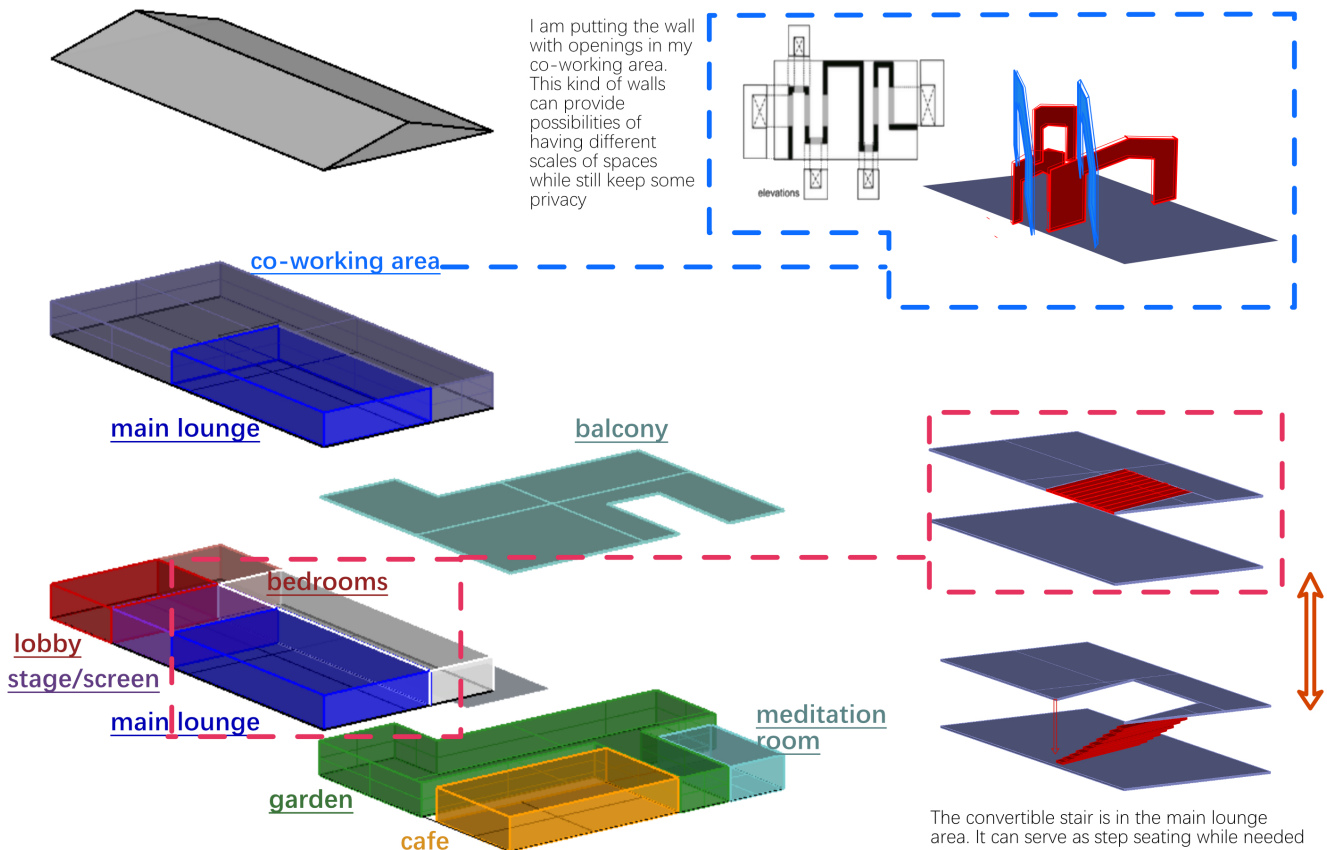 I am putting the wall
with openings in my
co-working area.
This kind of walls
can provide
possibilities of
having different
scales of spaces
while still keep some
privacy
elevations
co-working area
main lounge
balcony
bedrooms
lobby
stage/screen
main lounge
meditation
room
garden
cafe
The convertible stair is in the main lounge
area. It can serve as step seating while needed